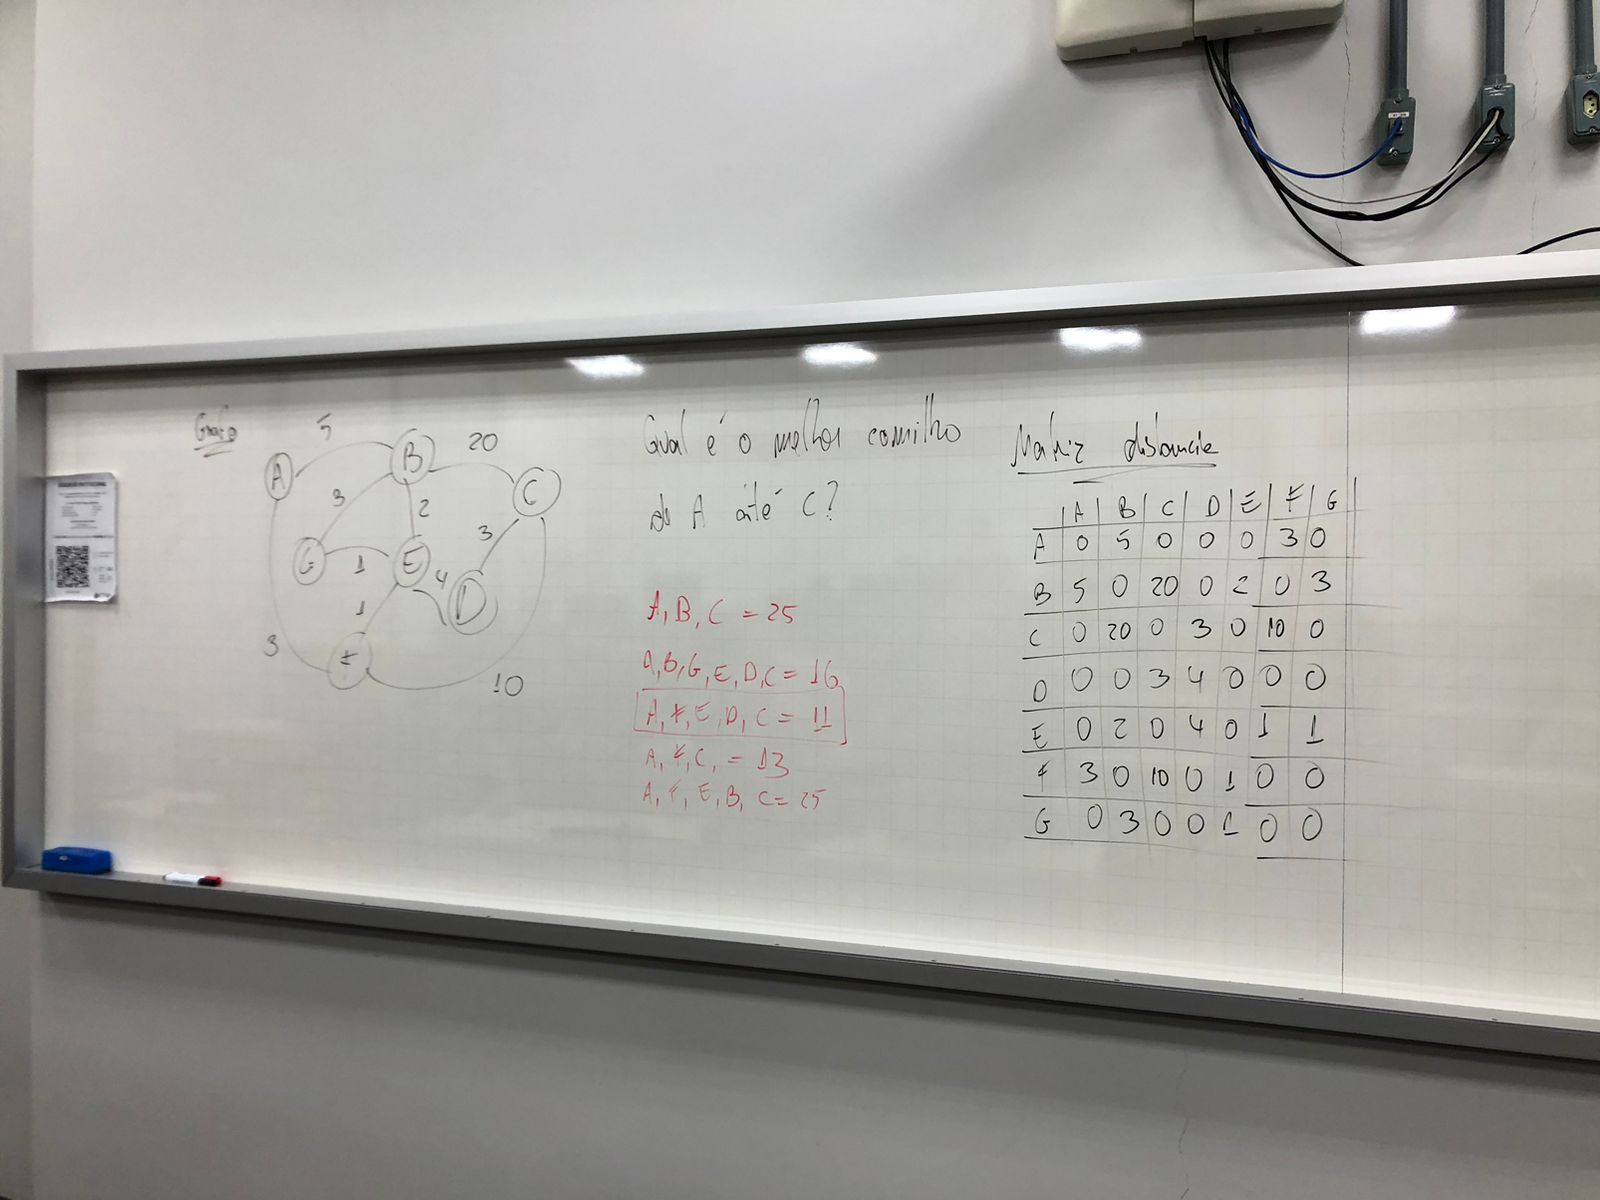 Grafo
5
A
B
20
C
3
2
3
G
1
E
4
D
1
3
F
10
Qual é o melhor caminho
de A até C?
A, B, C = 25
A, B, G, E, D, C = 16
A, F, E, D, C = 11
A, F, C, = 13
A, F, E, B, C = 25
Matriz distancia
A B C D E F G
A 0 5 0 0 0 3 0
B 5 0 20 0 2 0 3
C 0 20 0 3 0 10 0
D 0 0 3 4 0 0 0
E 0 2 0 4 0 1 1
F 3 0 10 0 1 0 0
G 0 3 0 0 1 0 0